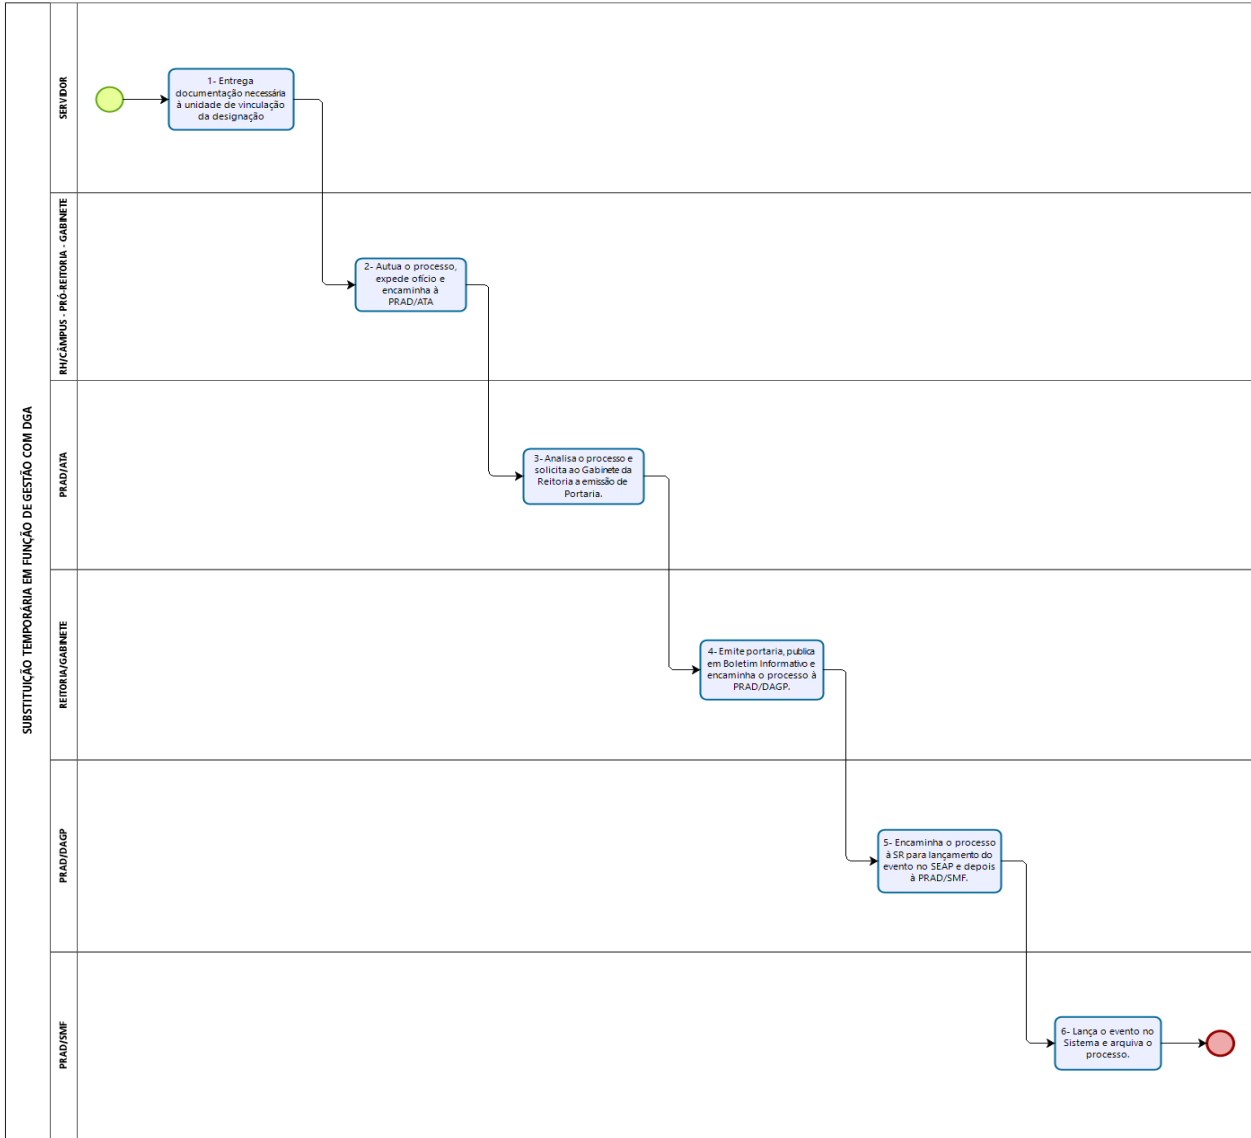 SUBSTITUIÇÃO TEMPORÁRIA EM FUNÇÃO DE GESTÃO COM DGA
SERVIDOR
1- Entrega
documentação necessária
à unidade de vinculação
da designação
RH/CÂMPUS - PRÓ-REITORIA - GABINETE
2- Autua o processo,
expede ofício e
encaminha à
PRAD/ATA
PRAD/ATA
3- Analisa o processo e
solicita ao Gabinete da
Reitoria a emissão de
Portaria.
REITORIA/GABINETE
4- Emite portaria, publica
em Boletim Informativo e
encaminha o processo à
PRAD/DAGP.
PRAD/DAGP
5- Encaminha o processo
à SR para lançamento do
evento no SEAP e depois
à PRAD/SMF.
PRAD/SMF
6- Lança o evento no
Sistema e arquiva o
processo.